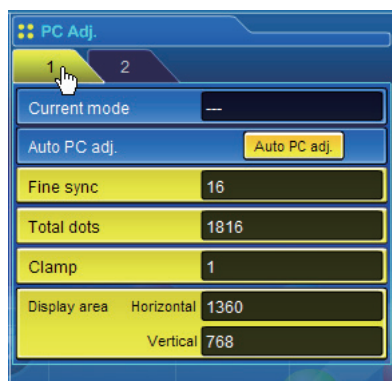 PC Adj.
1 2
Current mode ---
Auto PC adj. Auto PC adj.
Fine sync 16
Total dots 1816
Clamp 1
Display area Horizontal 1360
Vertical 768